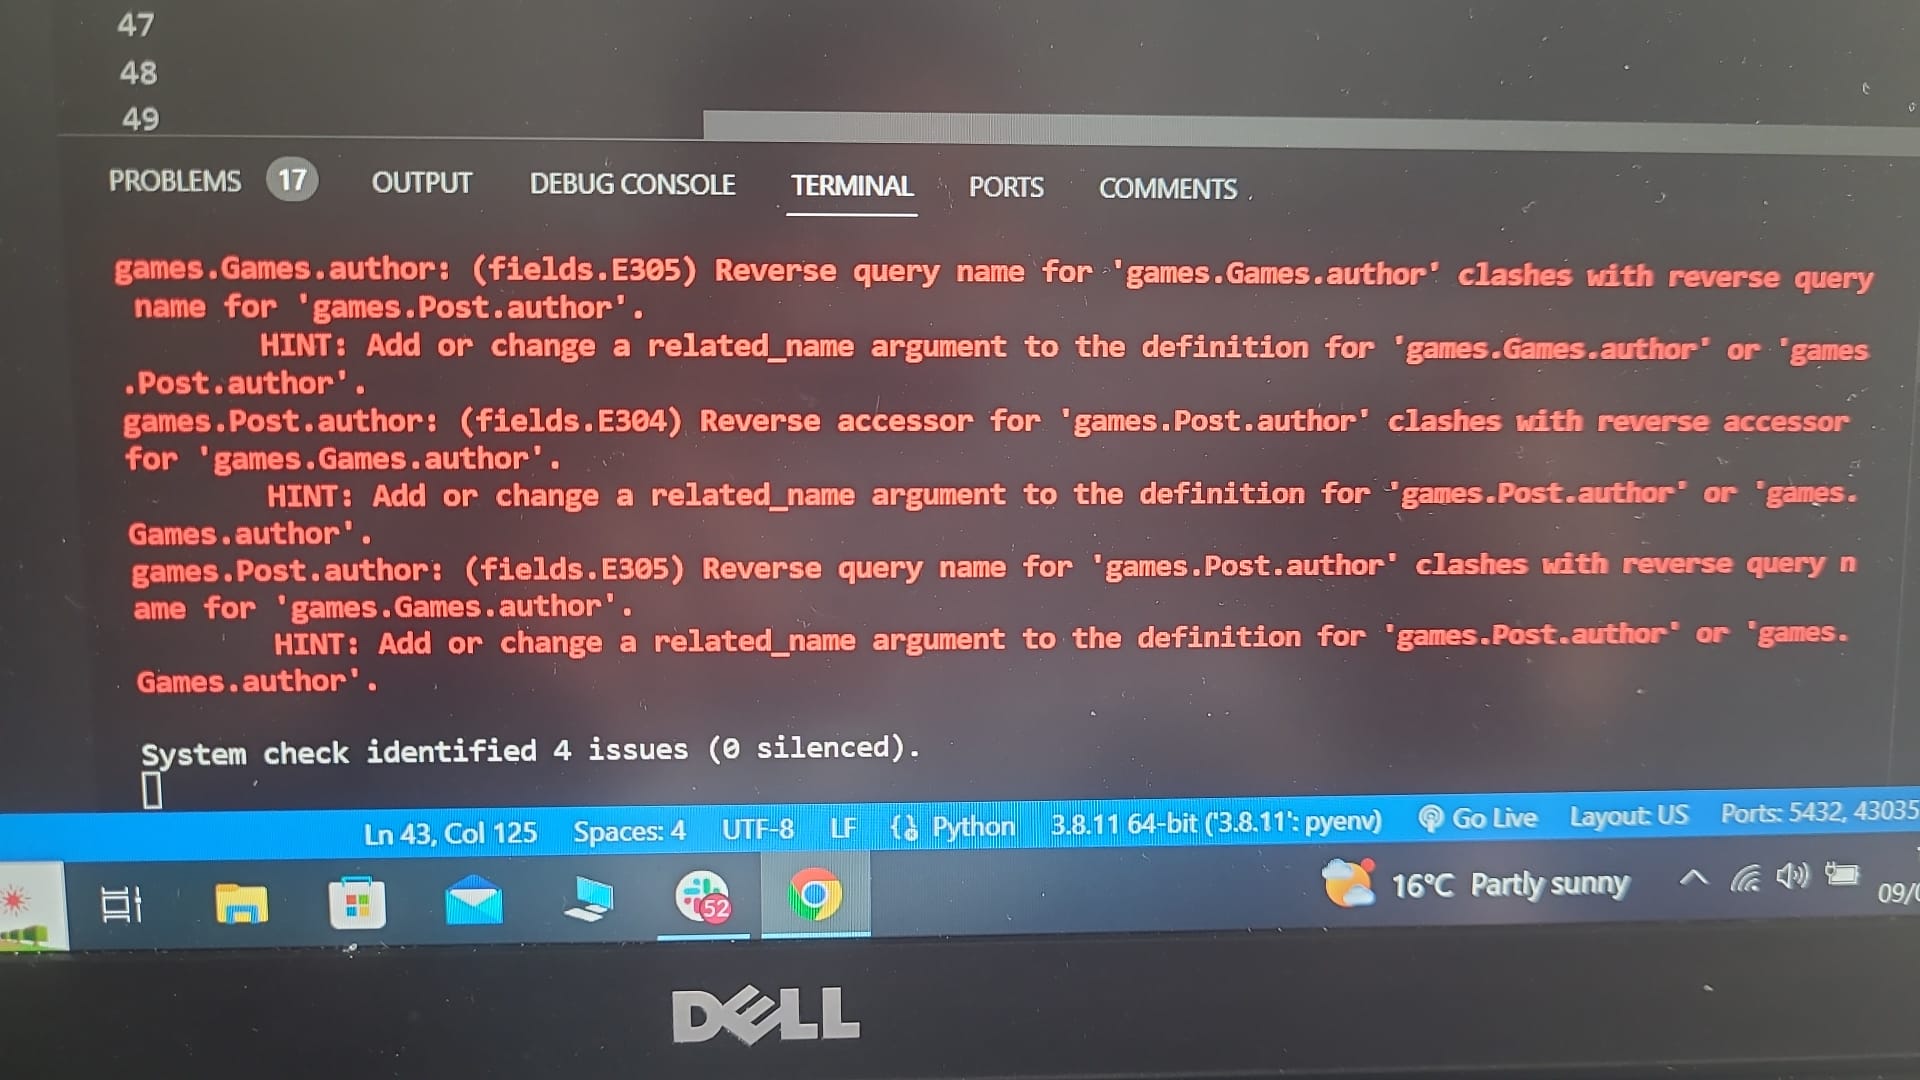 47
48
49
PROBLEMS 17 OUTPUT DEBUG CONSOLE TERMINAL PORTS COMMENTS
games.Games.author: (fields.E305) Reverse query name for 'games.Games.author' clashes with reverse query
name for 'games.Post.author'.
HINT: Add or change a related_name argument to the definition for 'games.Games.author' or 'games
.Post.author'.
games.Post.author: (fields.E304) Reverse accessor for 'games.Post.author' clashes with reverse accessor
for 'games.Games.author'.
HINT: Add or change a related_name argument to the definition for 'games.Post.author' or 'games.
Games.author'.
games.Post.author: (fields.E305) Reverse query name for 'games.Post.author' clashes with reverse query n
ame for 'games.Games.author'.
HINT: Add or change a related_name argument to the definition for 'games.Post.author' or 'games.
Games.author'.
System check identified 4 issues (0 silenced).
Ln 43, Col 125 Spaces: 4 UTF-8 LF Python 3.8.11 64-bit ('3.8.11': pyenv) Go Live Layout: US Ports: 5432, 43035
52 16°C Partly sunny
DELL